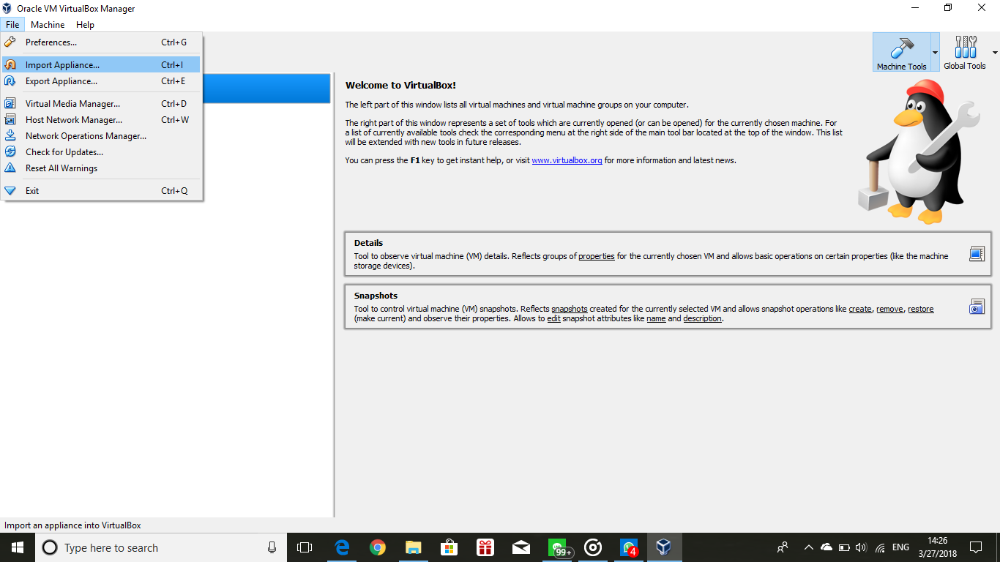 Oracle VM VirtualBox Manager
File Machine Help
Preferences... Ctrl+G
Import Appliance... Ctrl+I
Export Appliance... Ctrl+E
Virtual Media Manager... Ctrl+D
Host Network Manager... Ctrl+W
Network Operations Manager...
Check for Updates...
Reset All Warnings
Exit Ctrl+Q
Machine Tools
Global Tools
Welcome to VirtualBox!
The left part of this window lists all virtual machines and virtual machine groups on your computer.
The right part of this window represents a set of tools which are currently opened (or can be opened) for the currently chosen machine. For
a list of currently available tools check the corresponding menu at the right side of the main tool bar located at the top of the window. This list
will be extended with new tools in future releases.
You can press the F1 key to get instant help, or visit www.virtualbox.org for more information and latest news.
Details
Tool to observe virtual machine (VM) details. Reflects groups of properties for the currently chosen VM and allows basic operations on certain properties (like the machine
storage devices).
Snapshots
Tool to control virtual machine (VM) snapshots. Reflects snapshots created for the currently selected VM and allows snapshot operations like create, remove, restore
(make current) and observe their properties. Allows to edit snapshot attributes like name and description.
Import an appliance into VirtualBox
Type here to search
99+
4
ENG
14:26
3/27/2018